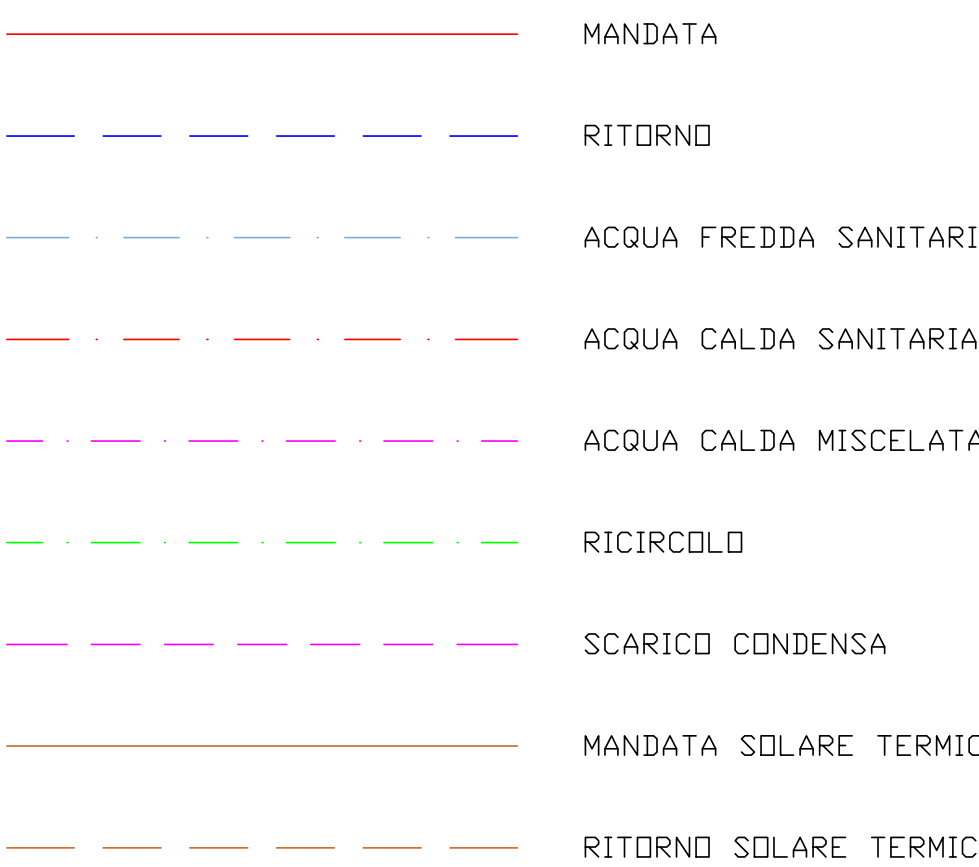 MANDATA
RITORNO
ACQUA FREDDA SANITARI
ACQUA CALDA SANITARIA
ACQUA CALDA MISCELATA
RICIRCOLO
SCARICO CONDENSA
MANDATA SOLARE TERMIC
RITORNO SOLARE TERMIC